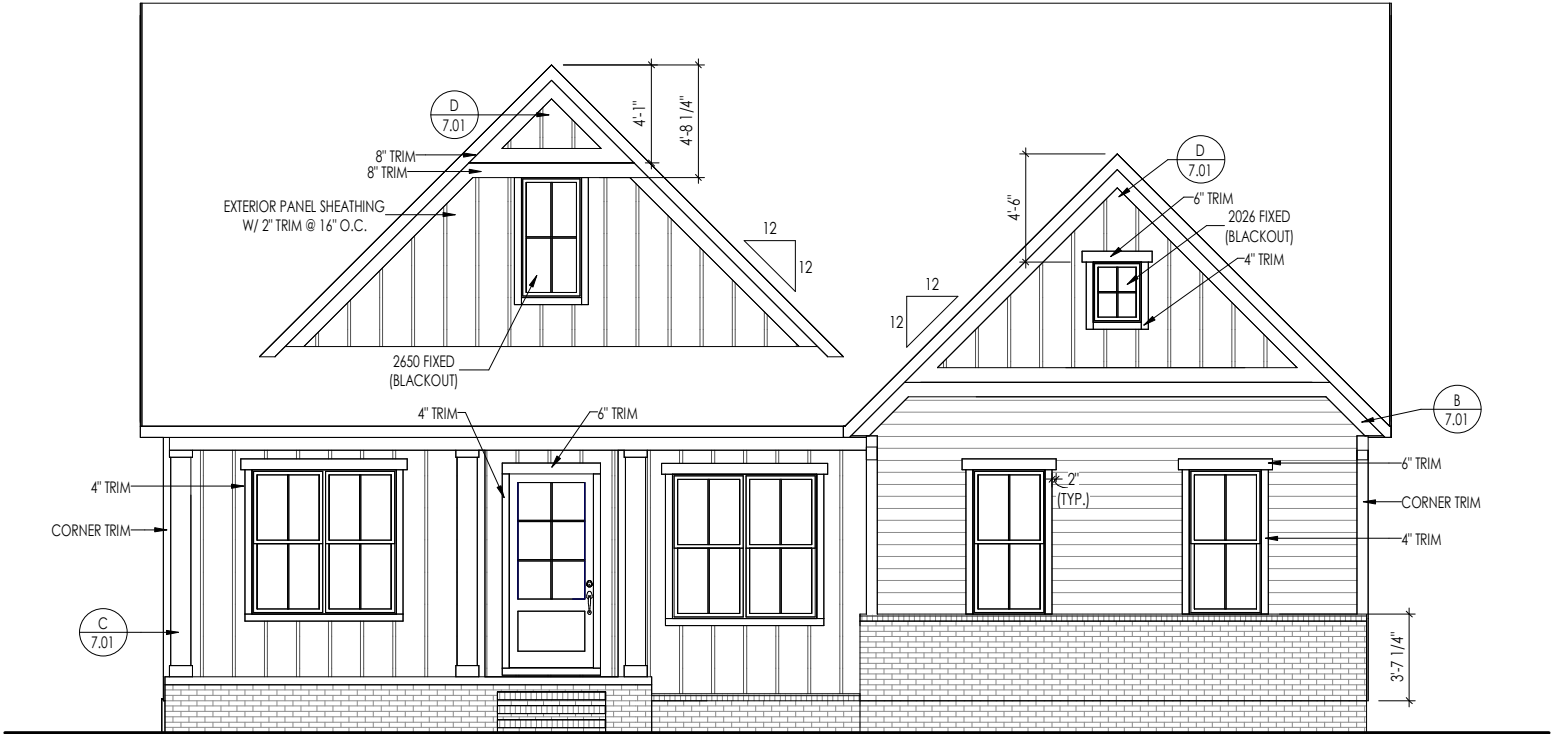 D
7.01
4'-1"
4'-8 1/4"
8" TRIM
8" TRIM
EXTERIOR PANEL SHEATHING
W/ 2" TRIM @ 16" O.C.
12
12
2650 FIXED
(BLACKOUT)
D
7.01
4'-6"
6" TRIM
2026 FIXED
(BLACKOUT)
4" TRIM
12
12
B
7.01
4" TRIM
6" TRIM
4" TRIM
CORNER TRIM
C
7.01
2"
(TYP.)
6" TRIM
CORNER TRIM
4" TRIM
3'-7 1/4"